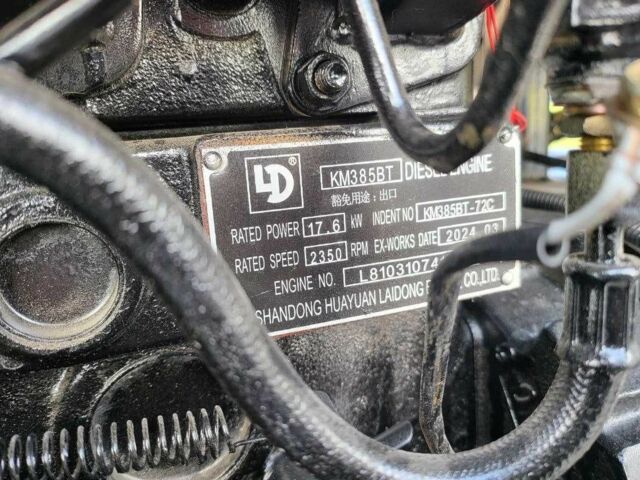 LD ® KM385BT DIESEL ENGINE
豁免用途：出口
RATED POWER 17.6 KW INDENT NO KM385BT-72C
RATED SPEED 2350 RPM EX-WORKS DATE 2024.03
ENGINE NO. L81031074
SHANDONG HUAYUAN LAIDONG CO.,LTD.